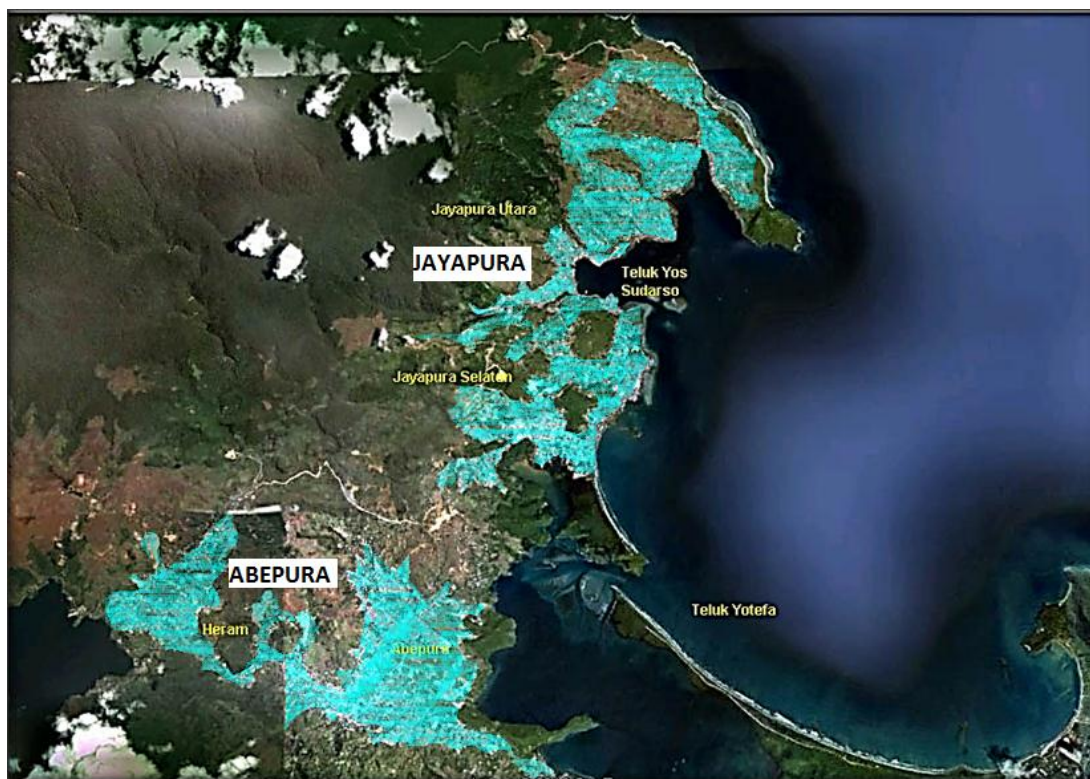 Jayapura Utara
JAYAPURA
Teluk Yos
Sudarso
Jayapura Selatan
ABEPURA
Teluk Yotefa
Heram
Abepura